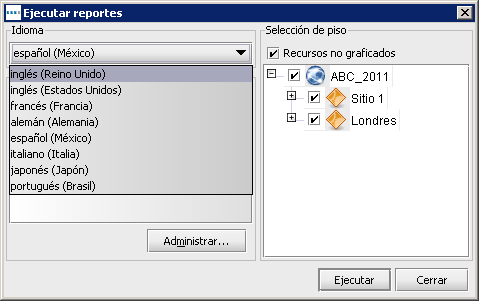 Ejecutar reportes
Idioma
español (México)
inglés (Reino Unido)
inglés (Estados Unidos)
francés (Francia)
alemán (Alemania)
español (México)
italiano (Italia)
japonés (Japón)
portugués (Brasil)
Administrar...
Selección de piso
Recursos no graficados
ABC_2011
Sitio 1
Londres
Ejecutar
Cerrar